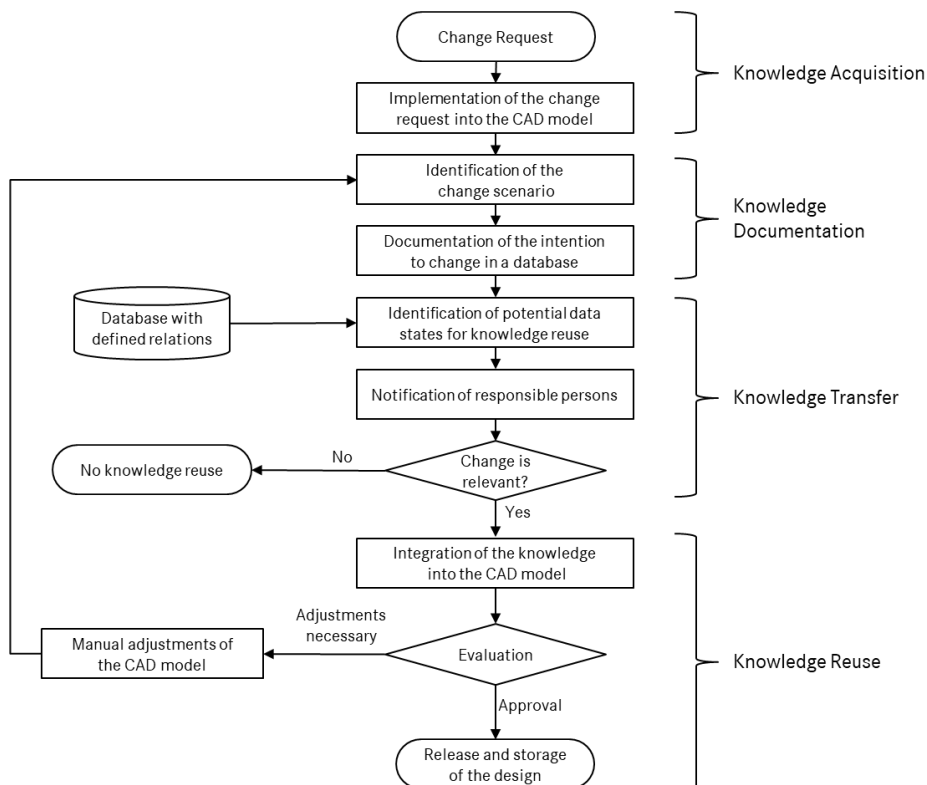 Change Request
Knowledge Acquisition
Implementation of the change
request into the CAD model
Identification of the
change scenario
Knowledge
Documentation
Documentation of the intention
to change in a database
Database with
defined relations
Identification of potential data
states for knowledge reuse
Notification of responsible persons
Knowledge Transfer
No knowledge reuse
No
Change is
relevant?
Yes
Integration of the knowledge
into the CAD model
Adjustments
necessary
Manual adjustments of
the CAD model
Evaluation
Knowledge Reuse
Approval
Release and storage
of the design